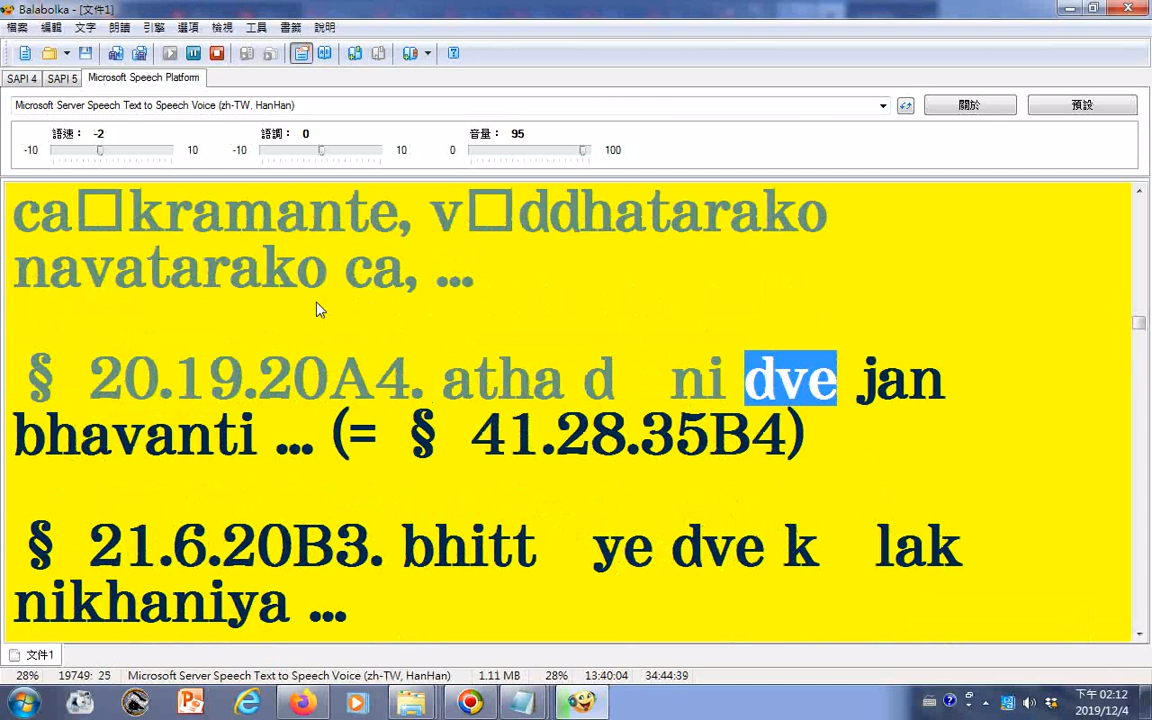 Balabolka - [文件1]
檔案 編輯 文字 朗讀 引擎 選項 檢視 工具 書籤 說明
SAPI 4 SAPI 5 Microsoft Speech Platform
Microsoft Server Speech Text to Speech Voice (zh-TW, HanHan) 關於 預設
語速： -2 語調： 0 音量： 95
-10 10 -10 10 0 100
ca□kramante, v□ddhatarako
navatarako ca, ...
§ 20.19.20A4. atha d ni dve jan
bhavanti ... (= § 41.28.35B4)
§ 21.6.20B3. bhitt ye dve k lak
nikhaniya ...
文件1
28% 19749: 25 Microsoft Server Speech Text to Speech Voice (zh-TW, HanHan) 1.11 MB 28% 13:40:04 34:44:39
下午 02:12
2019/12/4